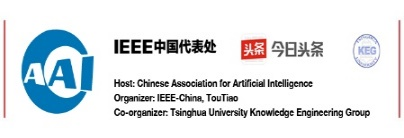 CAAI
IEEE中国代表处
头条 今日头条
KEG
Host: Chinese Association for Artificial Intelligence
Organizer: IEEE-China, TouTiao
Co-organizer: Tsinghua University Knowledge Engineering Group